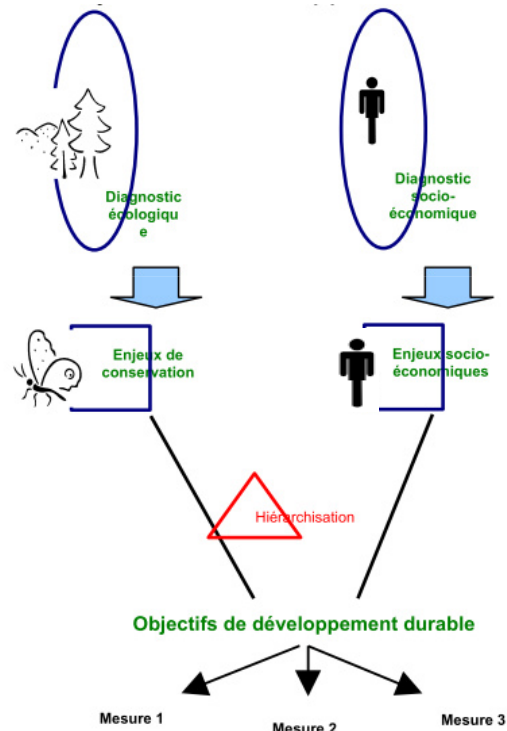 Diagnostic
écologiqu
e
Diagnostic
socio-
économique
Enjeux de
conservation
Enjeux socio-
économiques
Hiérarchisation
Objectifs de développement durable
Mesure 1
Mesure 2
Mesure 3